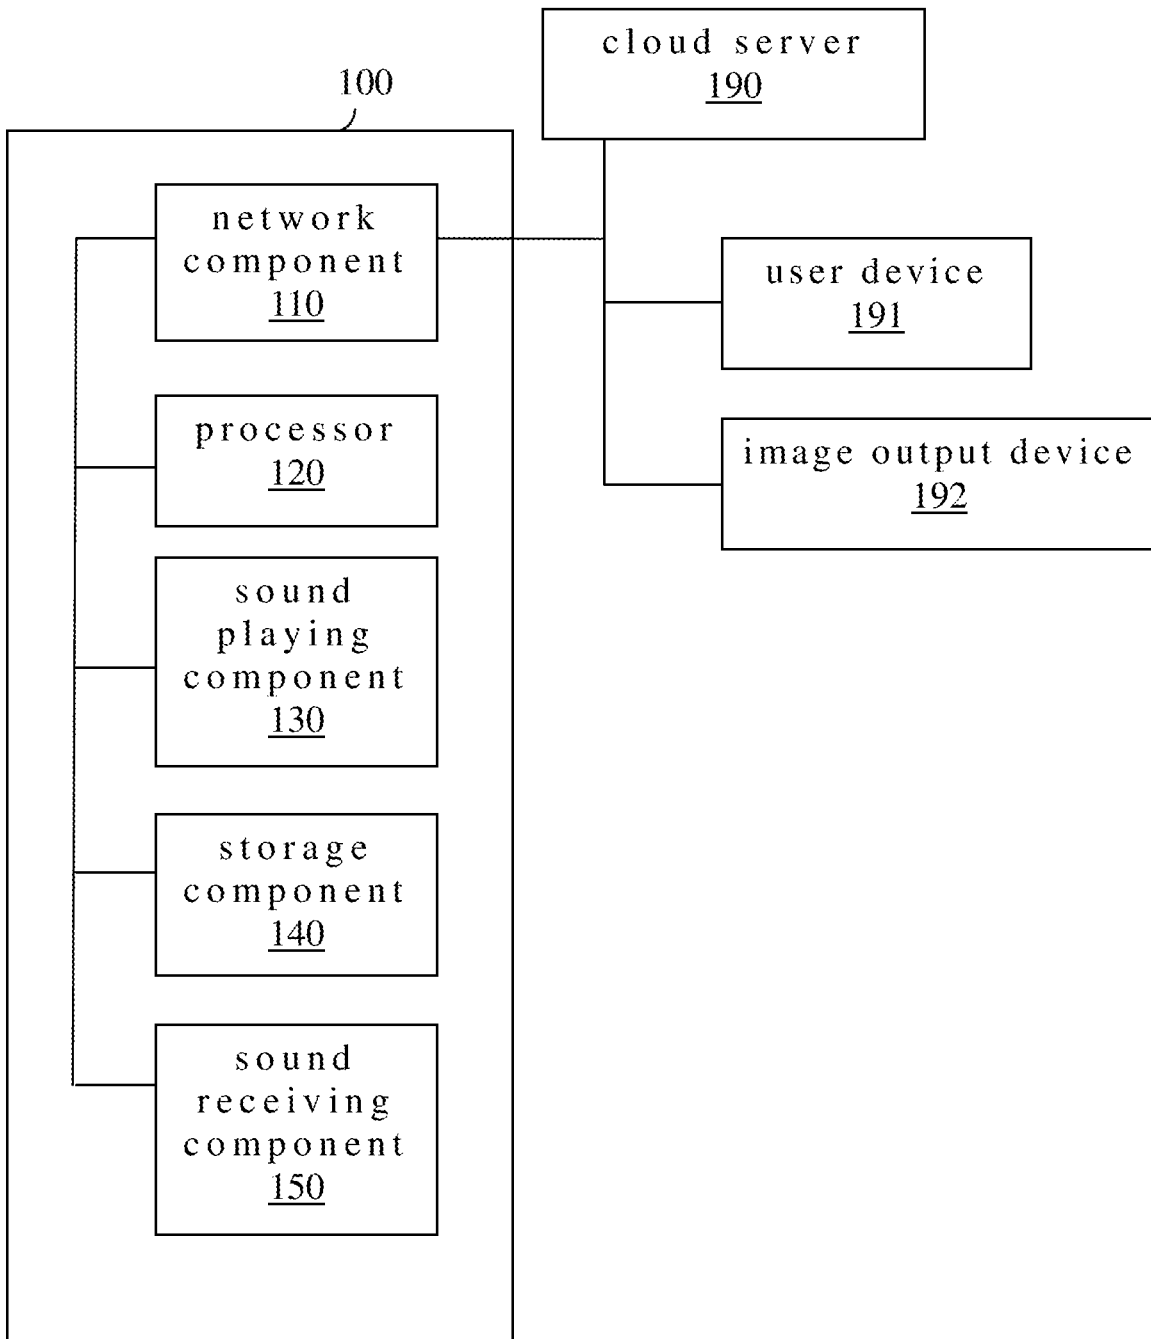 cloud server
190
100
network
component
110
user device
191
processor
120
image output device
192
sound
playing
component
130
storage
component
140
sound
receiving
component
150